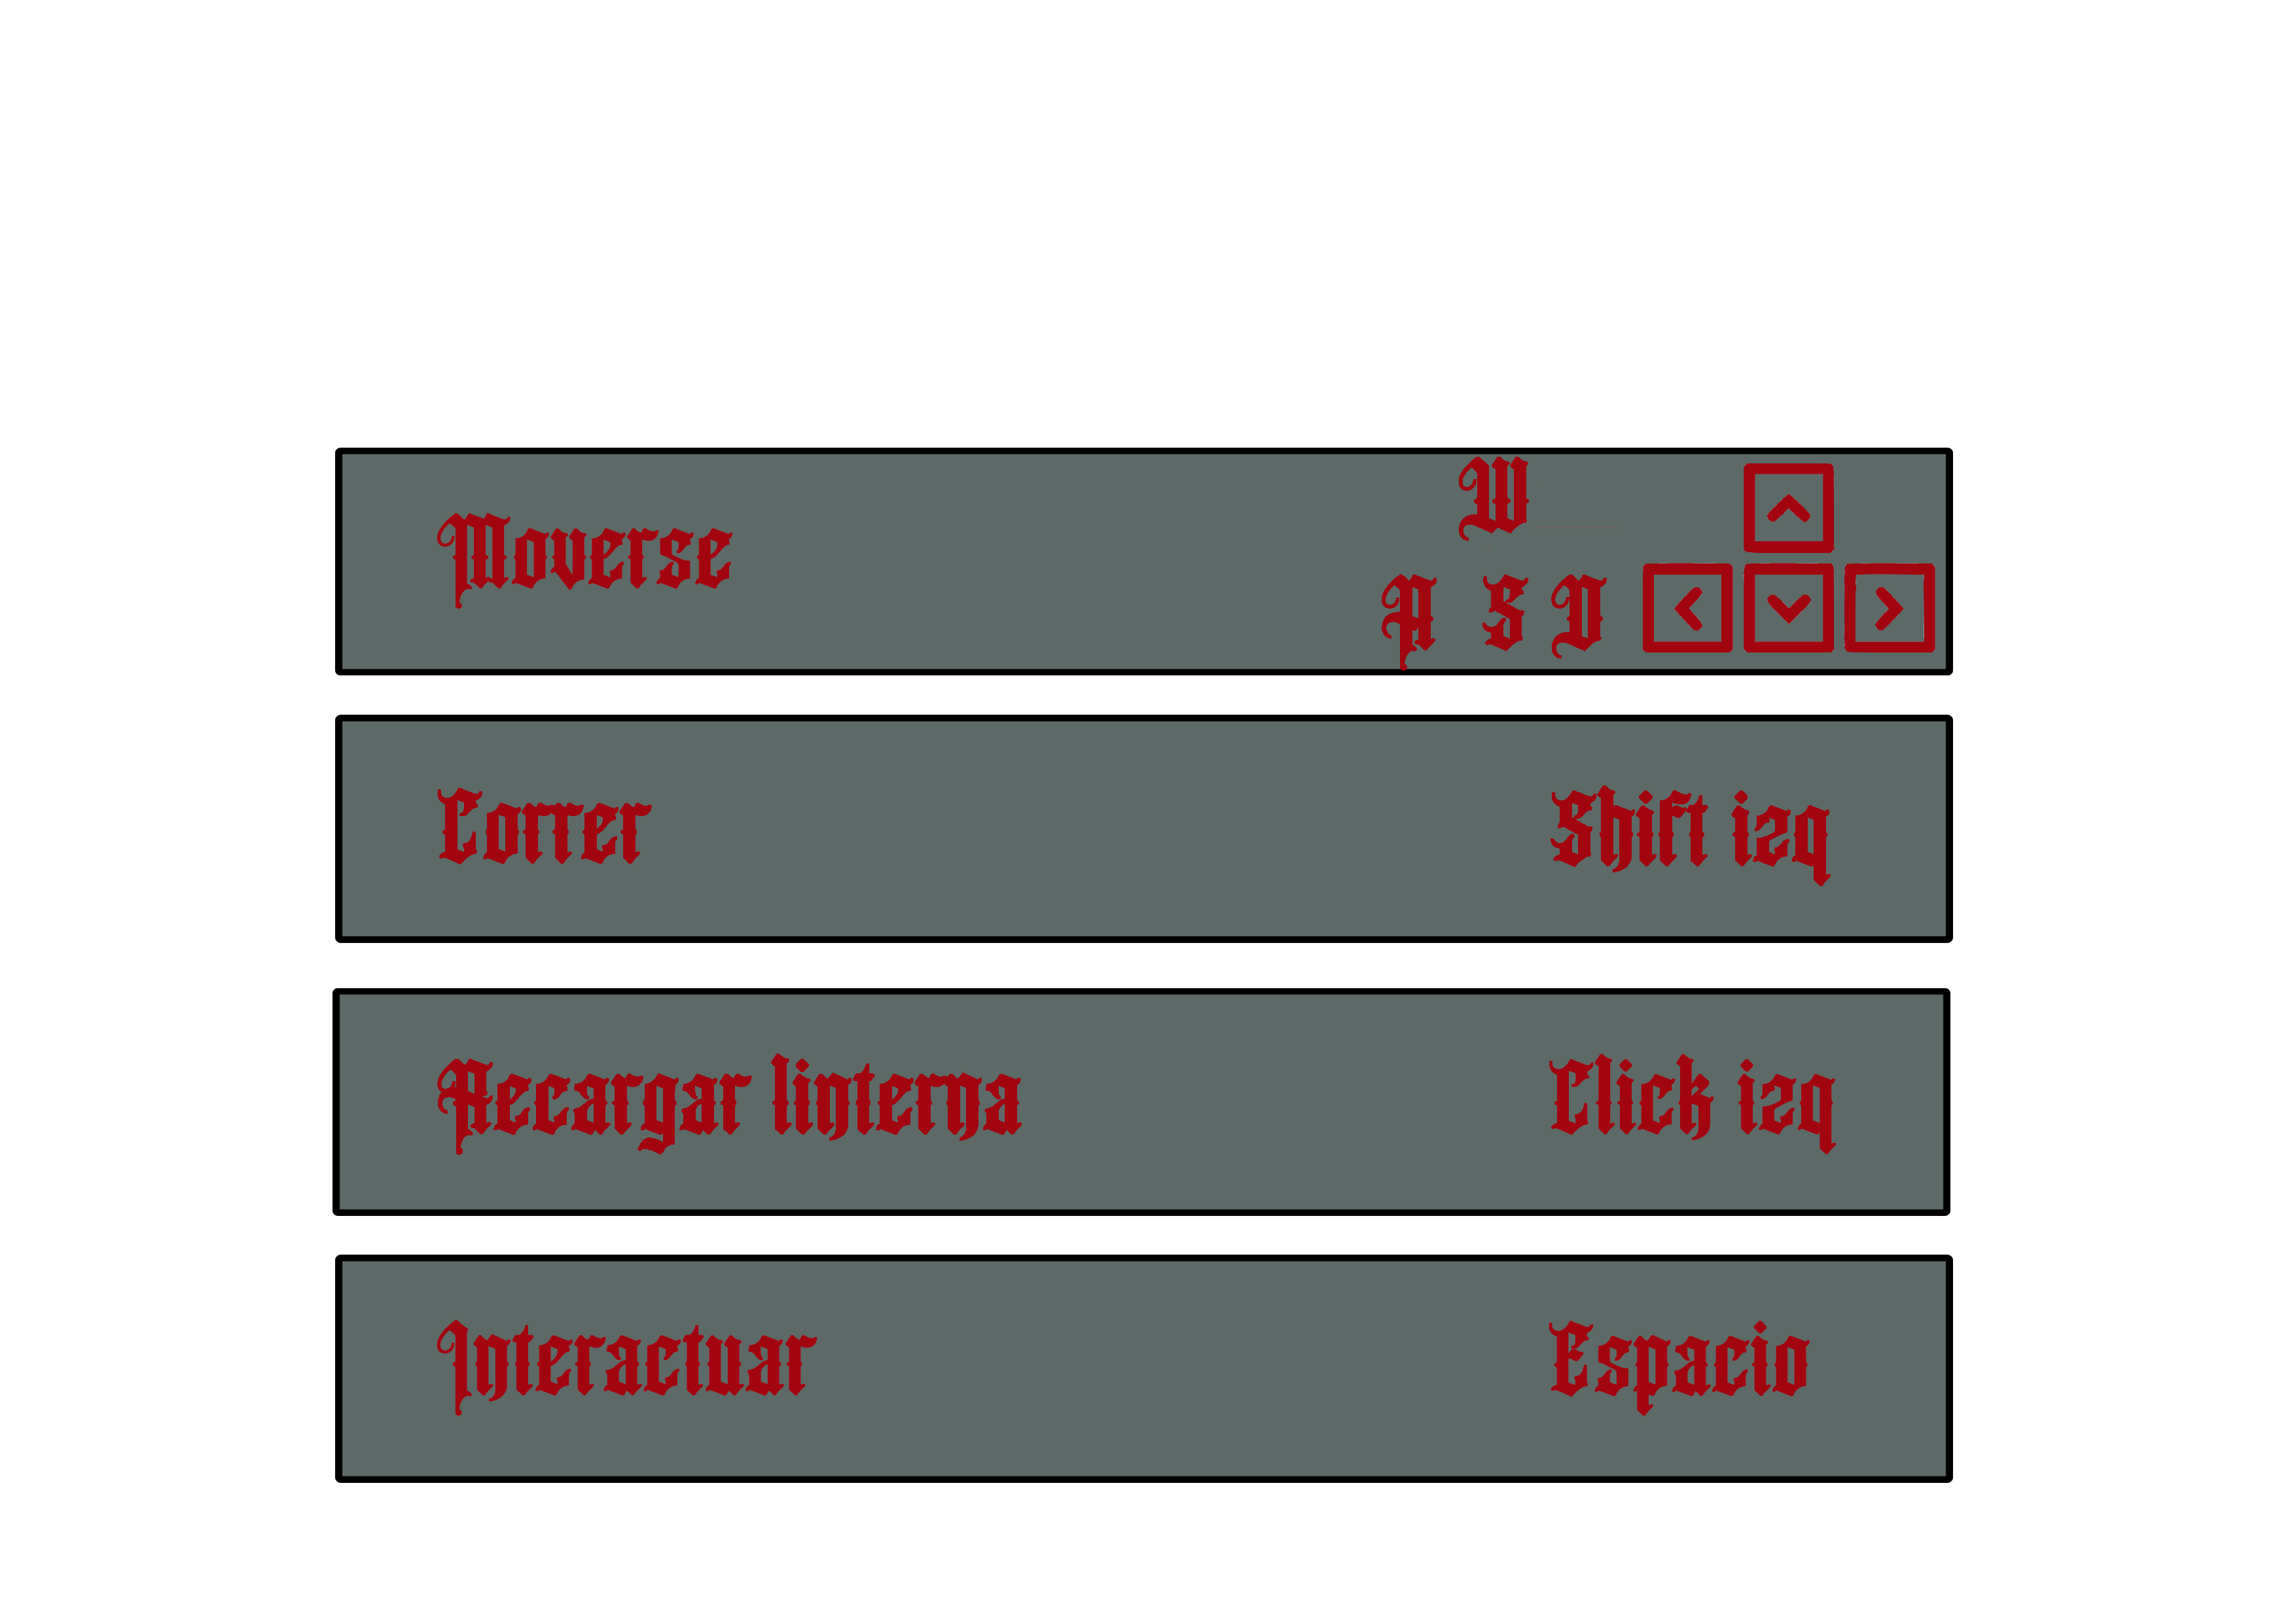 Moverse
W
A S D
Correr
Shift izq
Recargar linterna
Click izq
Interactuar
Espacio